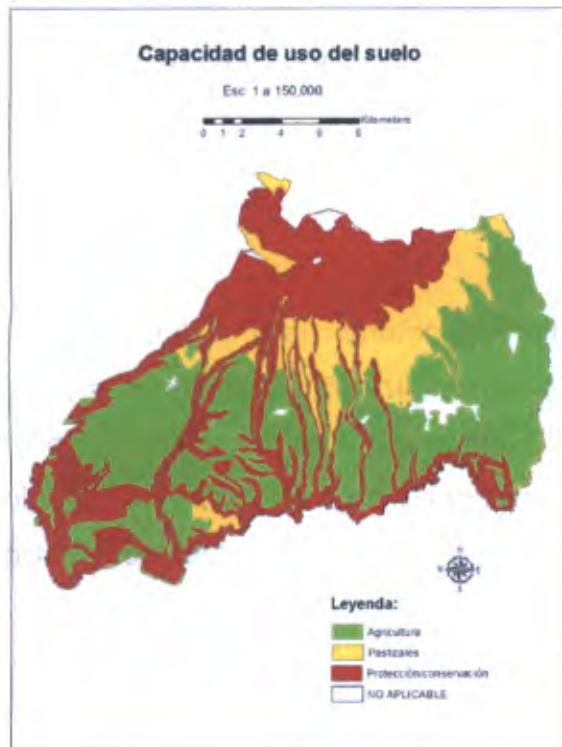 Capacidad de uso del suelo
Esc: 1 a 150,000
0 1 2 4 6 8 Kilometers
N
S
Leyenda:
Agricultura
Pastizales
Protección/conservación
NO APLICABLE